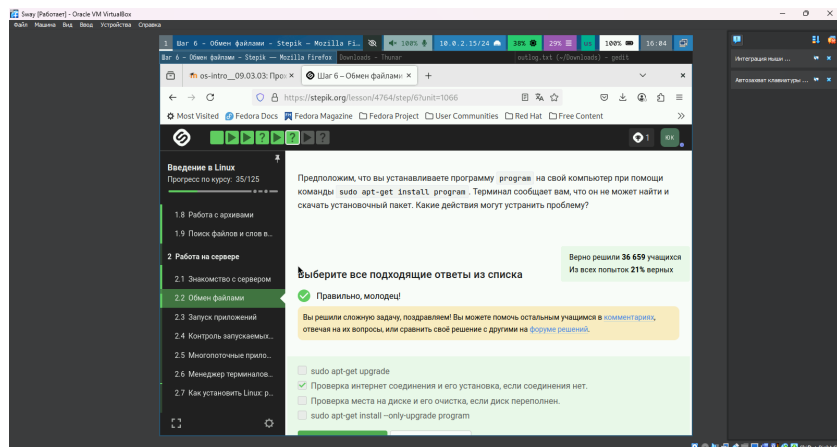 Sway [Работает] - Oracle VM VirtualBox
Файл Машина Вид Ввод Устройства Справка
1 Шаг 6 – Обмен файлами – Stepik — Mozilla Fi… 100% 10.0.2.15/24 38% 29% us 100% 16:04
Шаг 6 – Обмен файлами – Stepik — Mozilla Firefox Downloads - Thunar outlog.txt (~/Downloads) - gedit
os-intro__09.03.03: Про Шаг 6 – Обмен файлами
https://stepik.org/lesson/4764/step/6?unit=1066
Most Visited Fedora Docs Fedora Magazine Fedora Project User Communities Red Hat Free Content
1 ЮК
Введение в Linux
Прогресс по курсу: 35/125
1.8 Работа с архивами
1.9 Поиск файлов и слов в…
2 Работа на сервере
2.1 Знакомство с сервером
2.2 Обмен файлами
2.3 Запуск приложений
2.4 Контроль запускаемых…
2.5 Многопоточные прило…
2.6 Менеджер терминалов…
2.7 Как установить Linux: р…
Предположим, что вы устанавливаете программу program на свой компьютер при помощи
команды sudo apt-get install program . Терминал сообщает вам, что он не может найти и
скачать установочный пакет. Какие действия могут устранить проблему?
Верно решили 36 659 учащихся
Из всех попыток 21% верных
Выберите все подходящие ответы из списка
Правильно, молодец!
Вы решили сложную задачу, поздравляем! Вы можете помочь остальным учащимся в комментариях,
отвечая на их вопросы, или сравнить своё решение с другими на форуме решений.
sudo apt-get upgrade
Проверка интернет соединения и его установка, если соединения нет.
Проверка места на диске и его очистка, если диск переполнен.
sudo apt-get install –only-upgrade program
Интеграция мыши ...
Автозахват клавиатуры ...